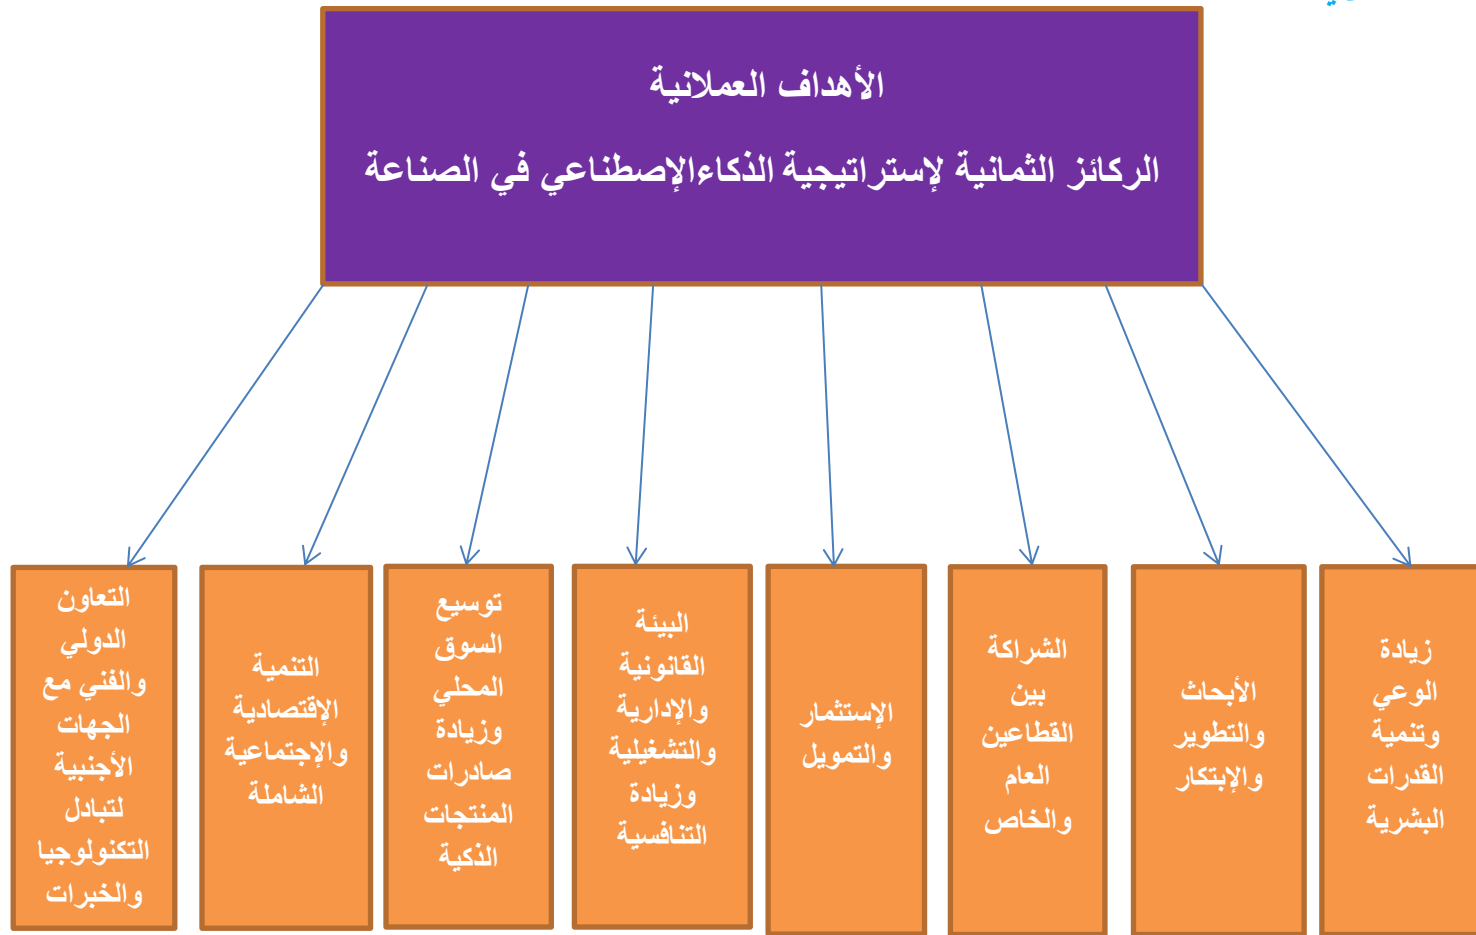 الأهداف العملانية
الركائز الثمانية لإستراتيجية الذكاءالإصطناعي في الصناعة
زيادة
الوعي
وتنمية
القدرات
البشرية
الأبحاث
والتطوير
والإبتكار
الشراكة
بين
القطاعين
العام
والخاص
الإستثمار
والتمويل
البيئة
القانونية
والإدارية
والتشغيلية
وزيادة
التنافسية
توسيع
السوق
المحلي
وزيادة
صادرات
المنتجات
الذكية
التنمية
الإقتصادية
والإجتماعية
الشاملة
التعاون
الدولي
والفني مع
الجهات
الأجنبية
لتبادل
التكنولوجيا
والخبرات